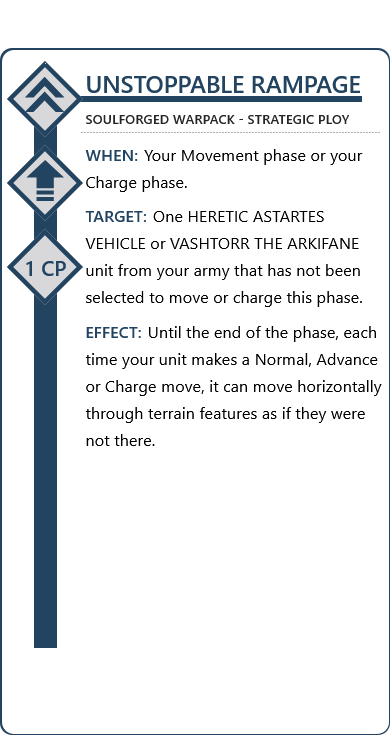 UNSTOPPABLE RAMPAGE
SOULFORGED WARPACK - STRATEGIC PLOY
WHEN: Your Movement phase or your
Charge phase.
TARGET: One HERETIC ASTARTES
VEHICLE or VASHTORR THE ARKIFANE
unit from your army that has not been
selected to move or charge this phase.
1 CP
EFFECT: Until the end of the phase, each
time your unit makes a Normal, Advance
or Charge move, it can move horizontally
through terrain features as if they were
not there.